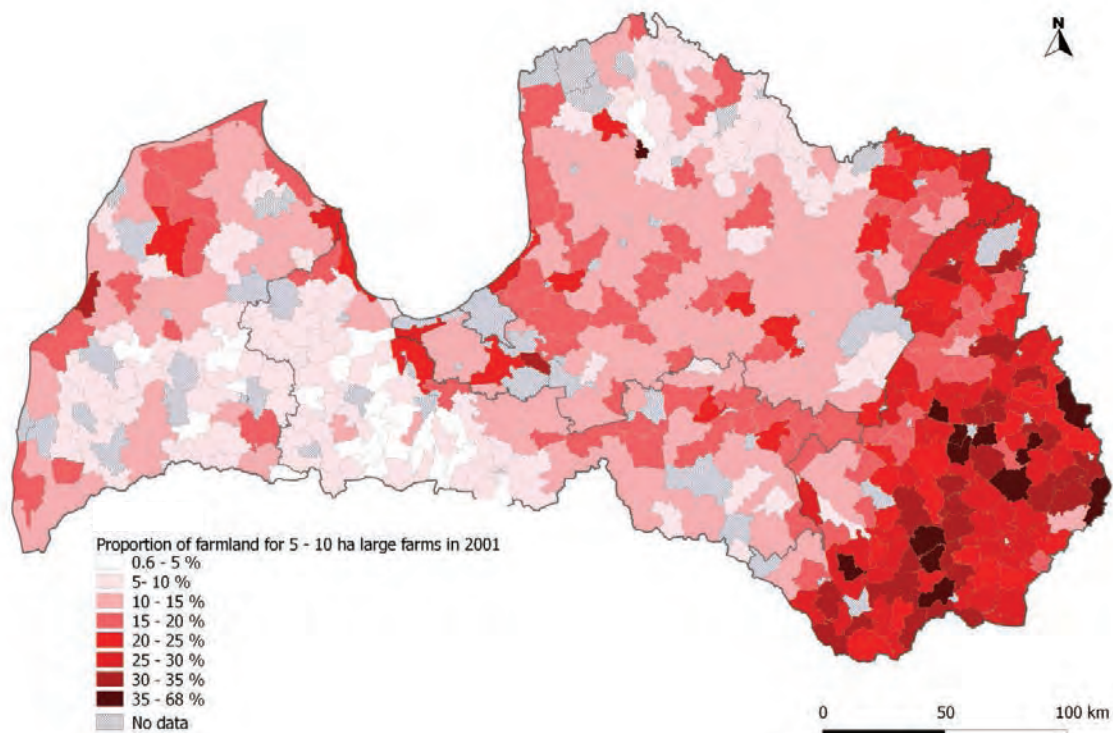 N
Proportion of farmland for 5 - 10 ha large farms in 2001
0.6 - 5 %
5- 10 %
10 - 15 %
15 - 20 %
20 - 25 %
25 - 30 %
30 - 35 %
35 - 68 %
No data
0 50 100 km